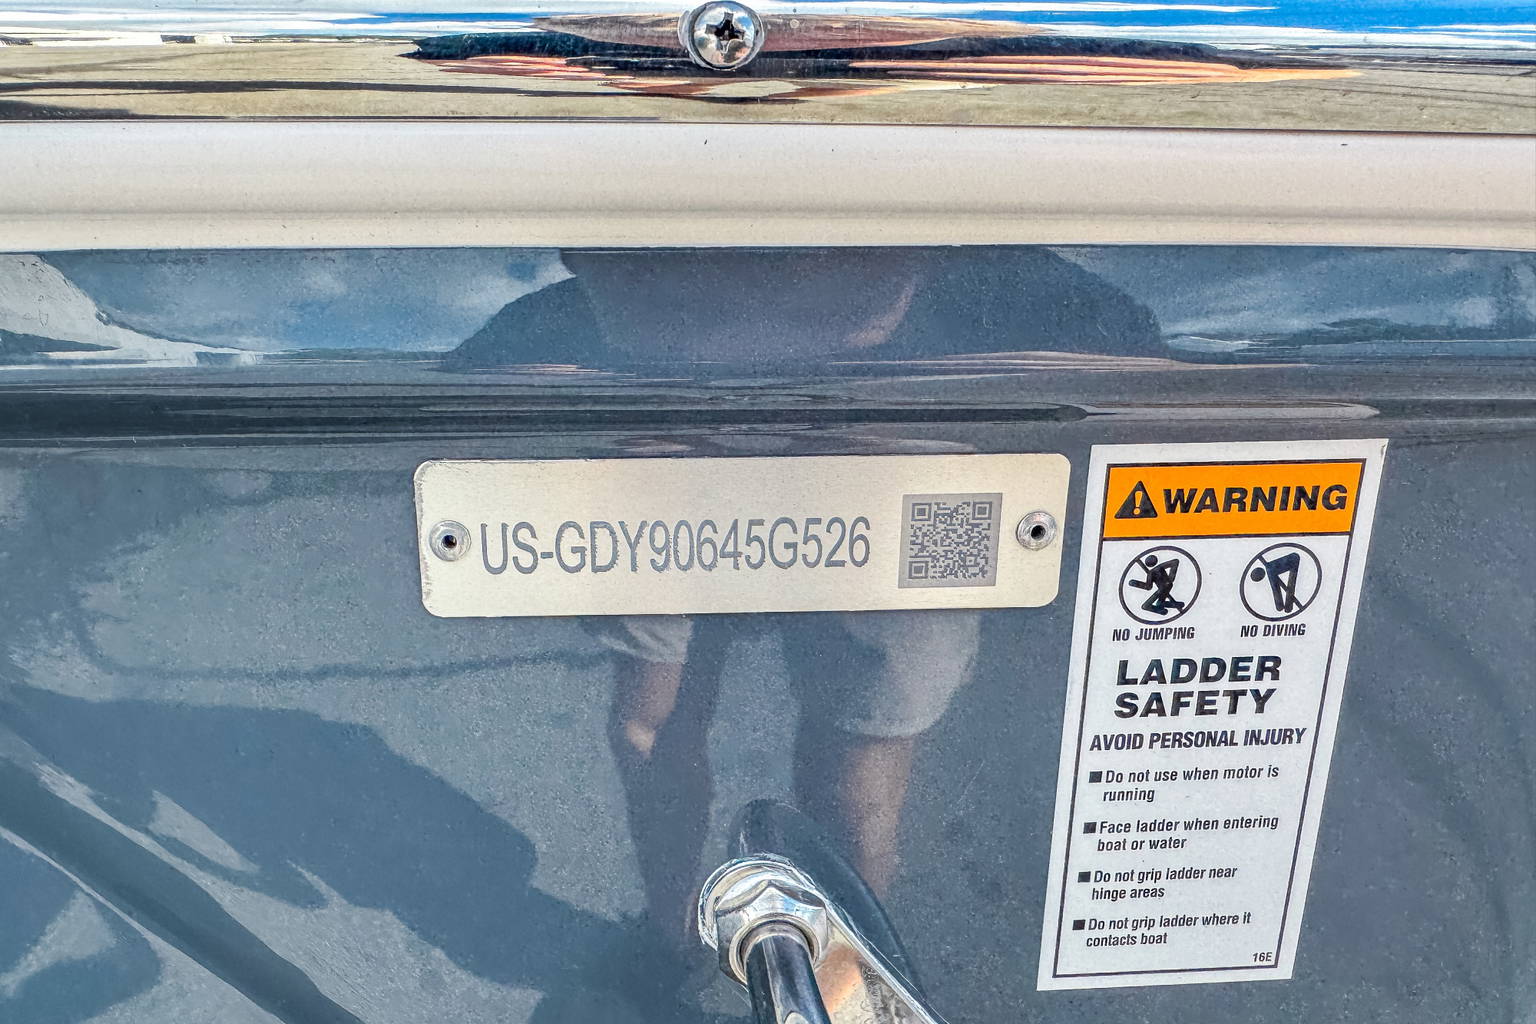 US-GDY90645G526
WARNING
NO JUMPING NO DIVING
LADDER
SAFETY
AVOID PERSONAL INJURY
Do not use when motor is
running
Face ladder when entering
boat or water
Do not grip ladder near
hinge areas
Do not grip ladder where it
contacts boat
16E